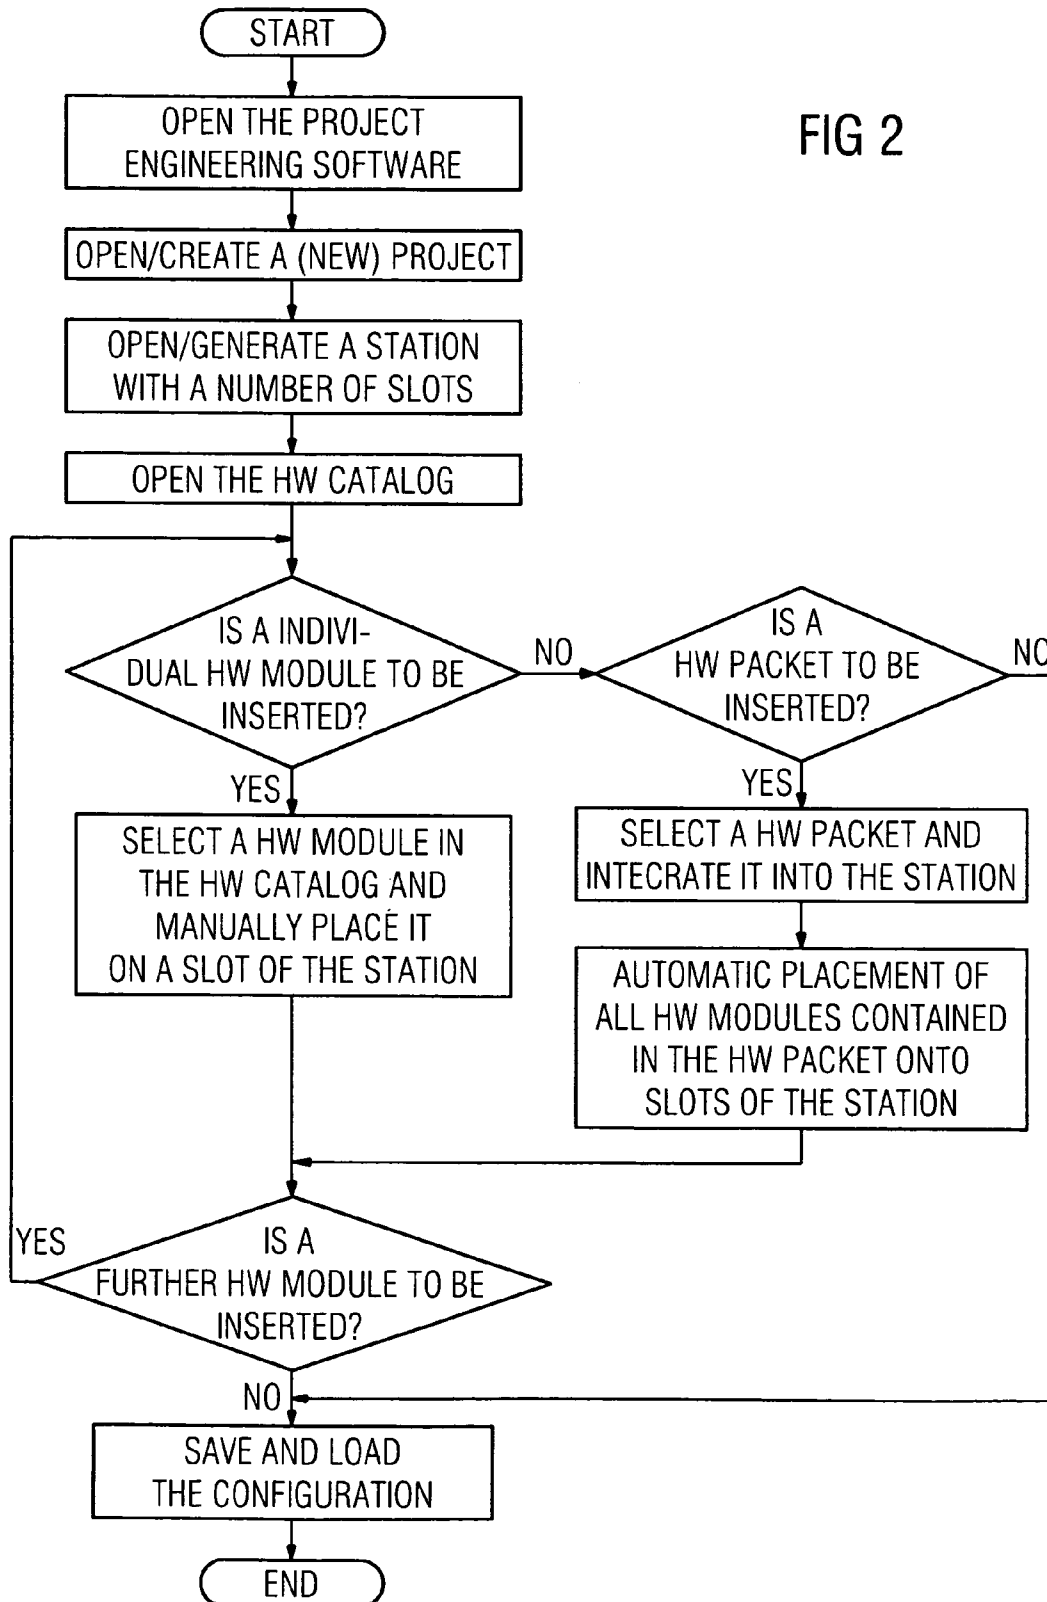 START
OPEN THE PROJECT
ENGINEERING SOFTWARE
FIG 2
OPEN/CREATE A (NEW) PROJECT
OPEN/GENERATE A STATION
WITH A NUMBER OF SLOTS
OPEN THE HW CATALOG
IS A INDIVI-
DUAL HW MODULE TO BE
INSERTED?
NO
IS A
HW PACKET TO BE
INSERTED?
NO
YES
SELECT A HW MODULE IN
THE HW CATALOG AND
MANUALLY PLACE IT
ON A SLOT OF THE STATION
YES
SELECT A HW PACKET AND
INTECRATE IT INTO THE STATION
AUTOMATIC PLACEMENT OF
ALL HW MODULES CONTAINED
IN THE HW PACKET ONTO
SLOTS OF THE STATION
YES
IS A
FURTHER HW MODULE TO BE
INSERTED?
NO
SAVE AND LOAD
THE CONFIGURATION
END